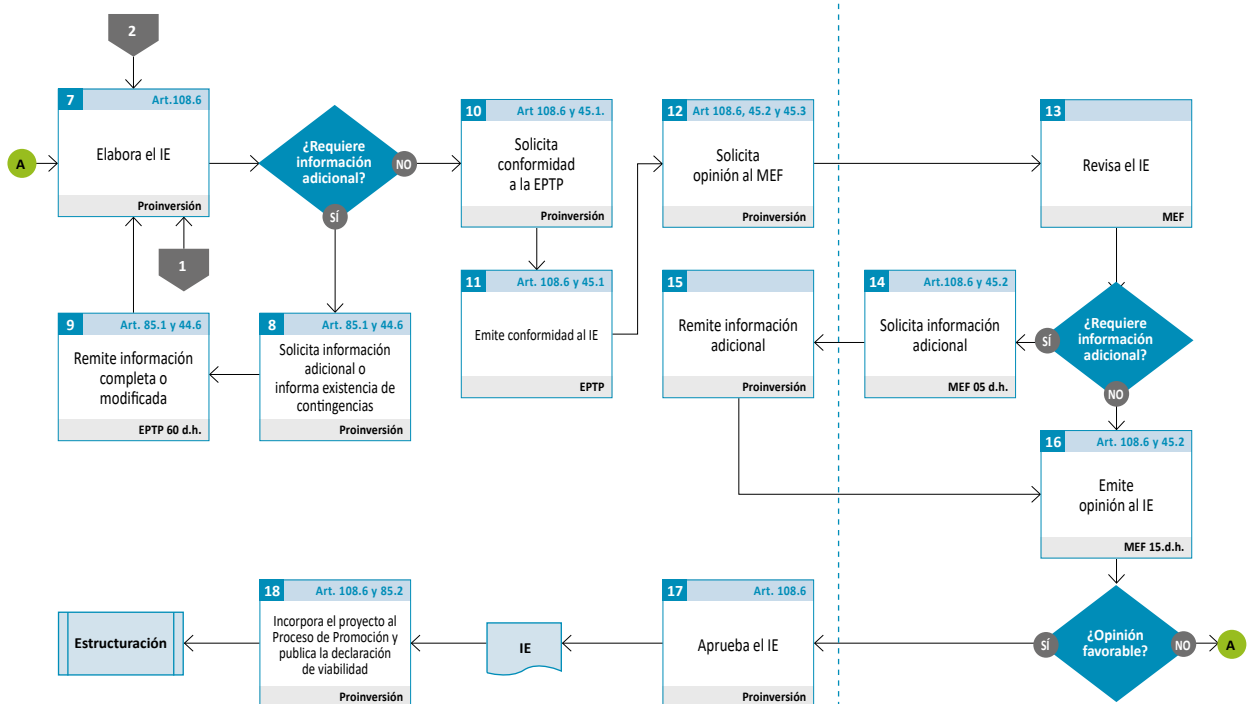 2
7
Art.108.6
Elabora el IE
Proinversión
A
1
¿Requiere
información
adicional?
NO
SÍ
10
Art 108.6 y 45.1.
Solicita
conformidad
a la EPTP
Proinversión
12
Art 108.6, 45.2 y 45.3
Solicita
opinión al MEF
Proinversión
13
Revisa el IE
MEF
9
Art. 85.1 y 44.6
Remite información
completa o
modificada
EPTP 60 d.h.
8
Art. 85.1 y 44.6
Solicita información
adicional o
informa existencia de
contingencias
Proinversión
11
Art. 108.6 y 45.1
Emite conformidad al IE
EPTP
15
Remite información
adicional
Proinversión
14
Art.108.6 y 45.2
Solicita información
adicional
MEF 05 d.h.
¿Requiere
información
adicional?
SÍ
NO
16
Art. 108.6 y 45.2
Emite
opinión al IE
MEF 15.d.h.
Estructuración
18
Art. 108.6 y 85.2
Incorpora el proyecto al
Proceso de Promoción y
publica la declaración
de viabilidad
Proinversión
IE
17
Art. 108.6
Aprueba el IE
Proinversión
SÍ
¿Opinión
favorable?
NO
A